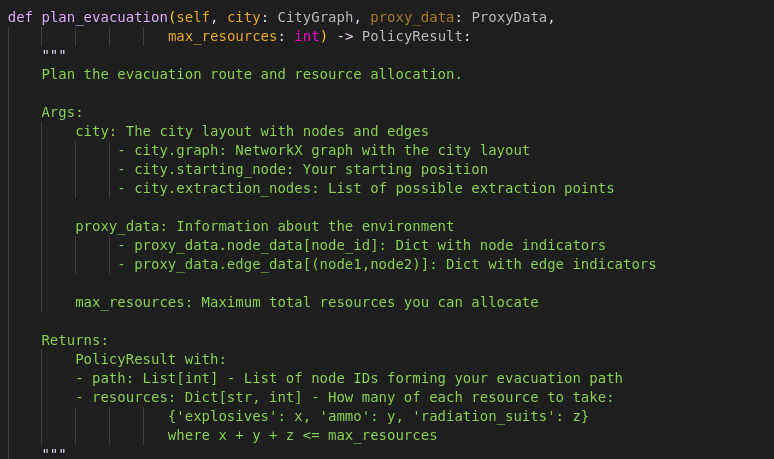 def plan_evacuation(self, city: CityGraph, proxy_data: ProxyData,
                   max_resources: int) -> PolicyResult:
    """
    Plan the evacuation route and resource allocation.

    Args:
        city: The city layout with nodes and edges
             - city.graph: NetworkX graph with the city layout
             - city.starting_node: Your starting position
             - city.extraction_nodes: List of possible extraction points

        proxy_data: Information about the environment
             - proxy_data.node_data[node_id]: Dict with node indicators
             - proxy_data.edge_data[(node1,node2)]: Dict with edge indicators

        max_resources: Maximum total resources you can allocate

    Returns:
        PolicyResult with:
        - path: List[int] - List of node IDs forming your evacuation path
        - resources: Dict[str, int] - How many of each resource to take:
                   {'explosives': x, 'ammo': y, 'radiation_suits': z}
                   where x + y + z <= max_resources
    """